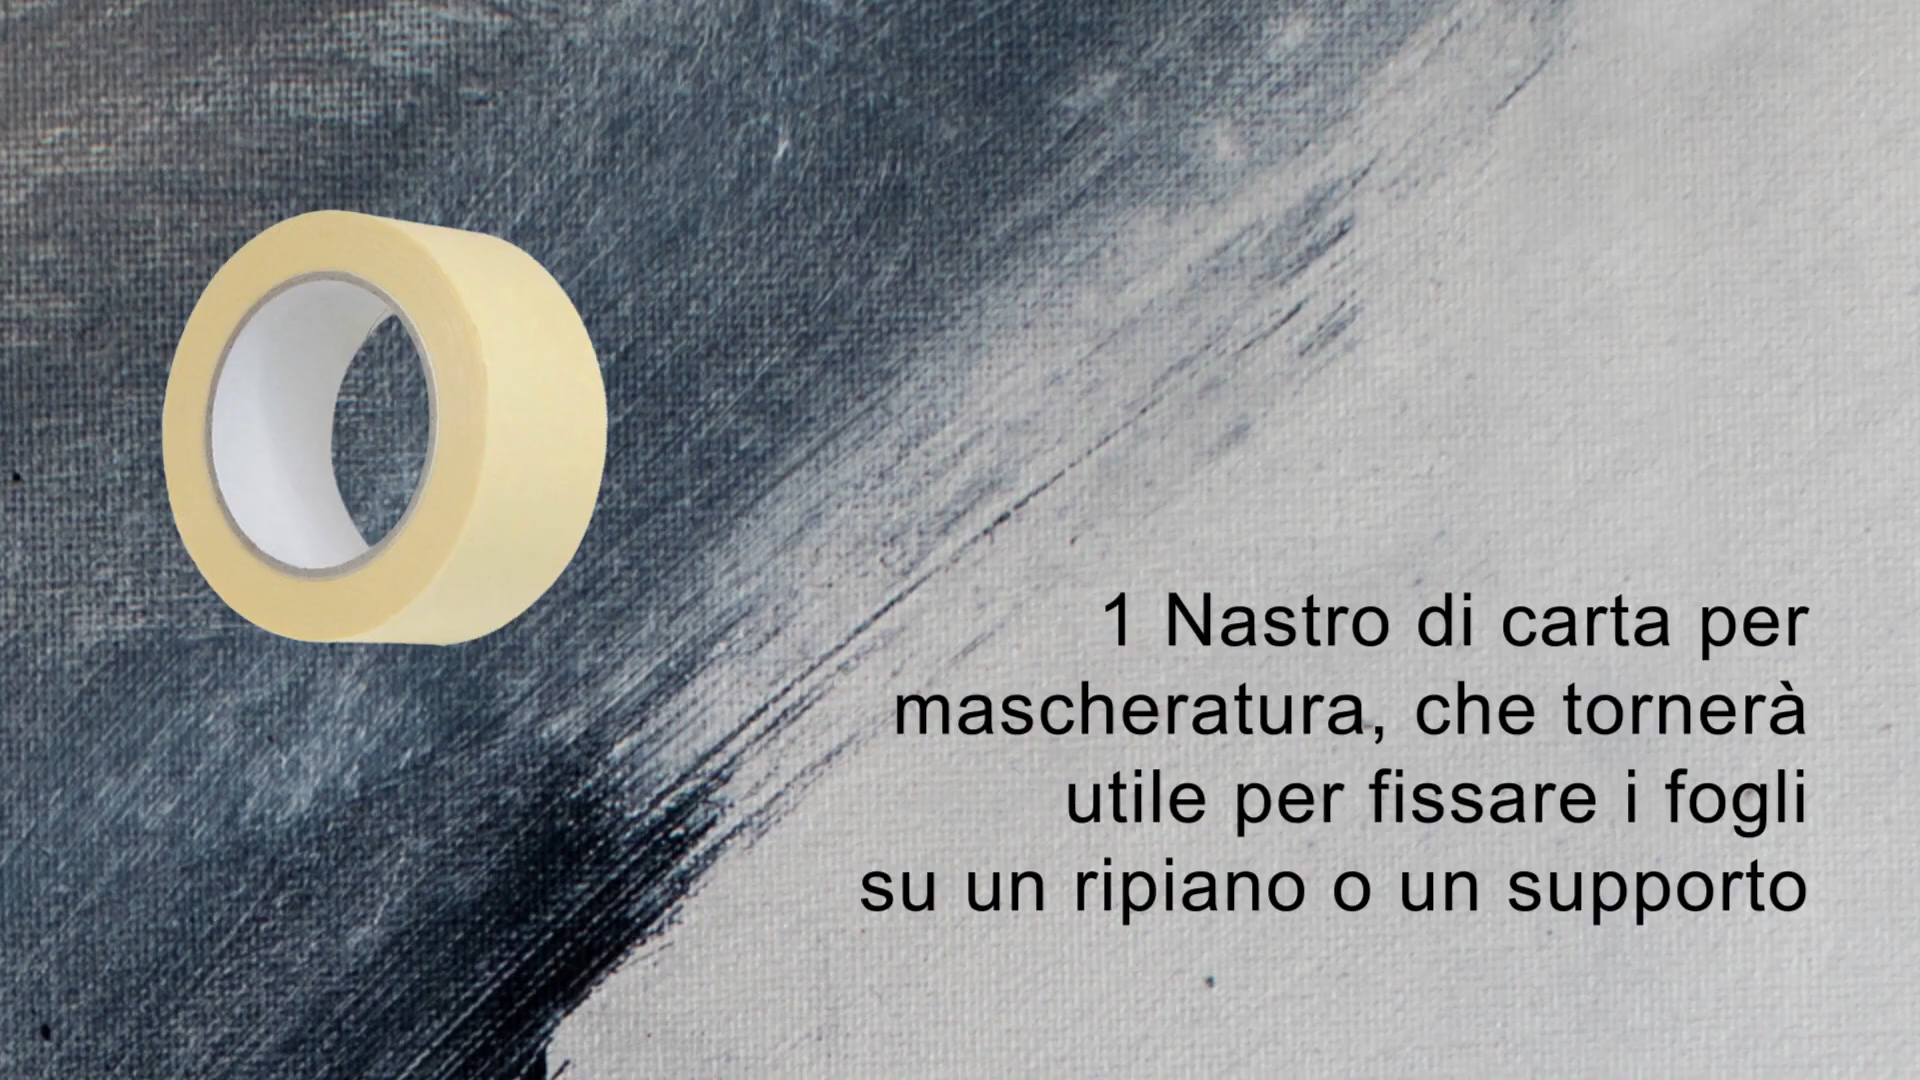 1 Nastro di carta per
mascheratura, che tornerà
utile per fissare i fogli
su un ripiano o un supporto